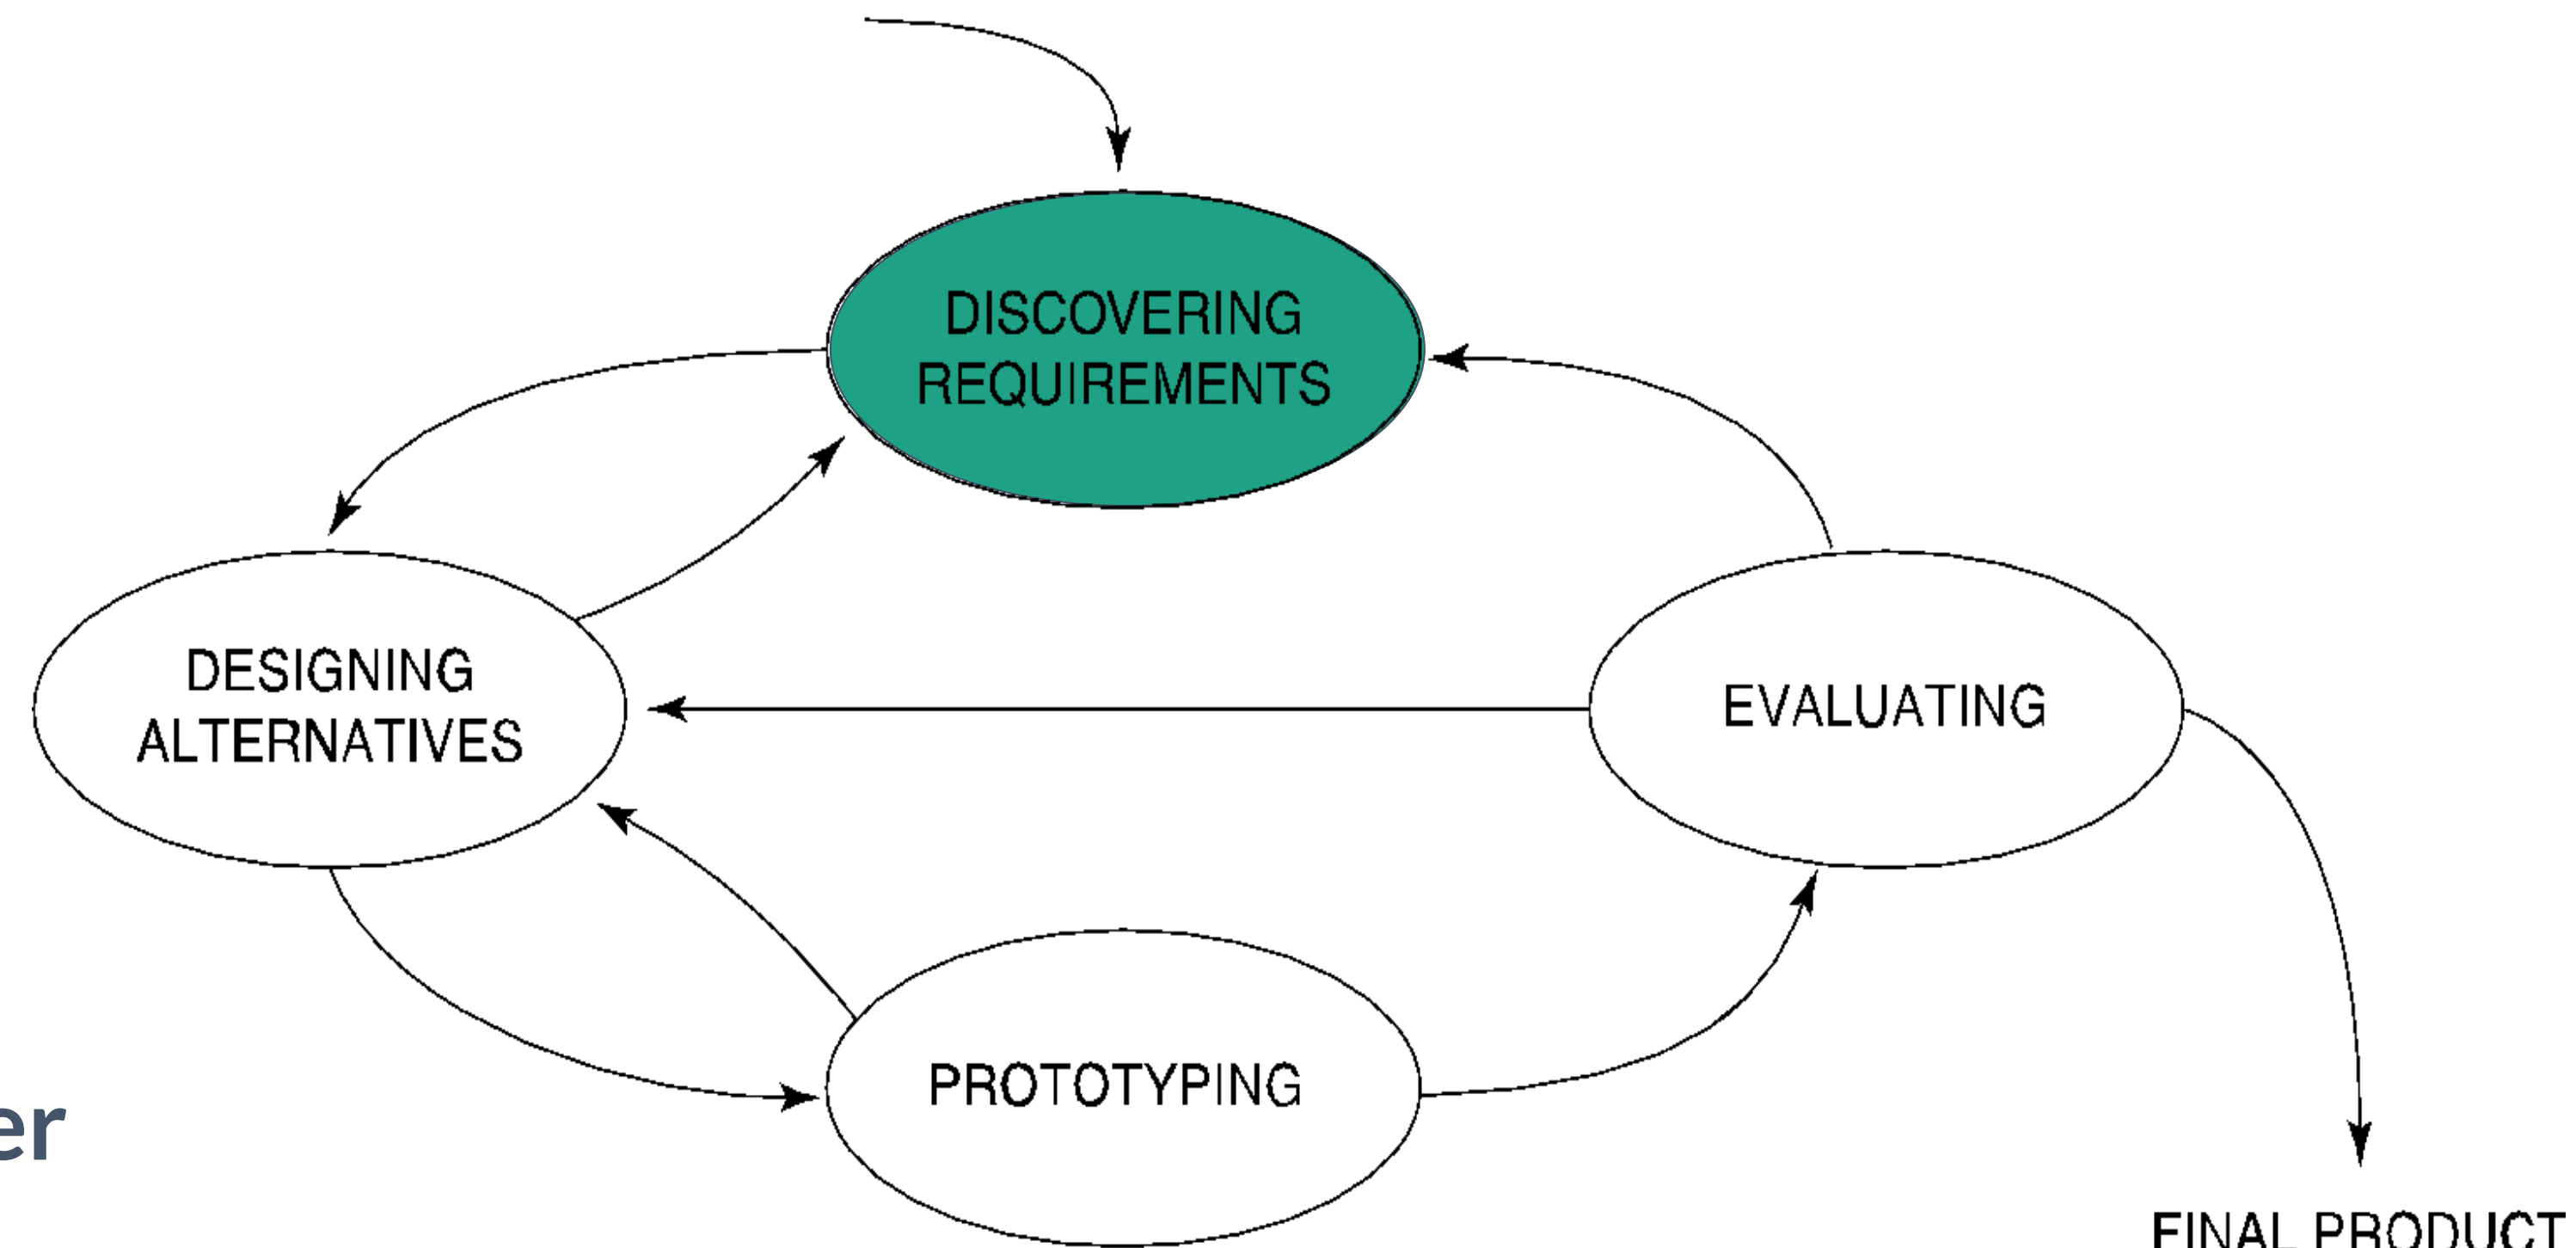 DISCOVERING
REQUIREMENTS
DESIGNING
ALTERNATIVES
EVALUATING
PROTOTYPING
er
FINAL PRODUCT